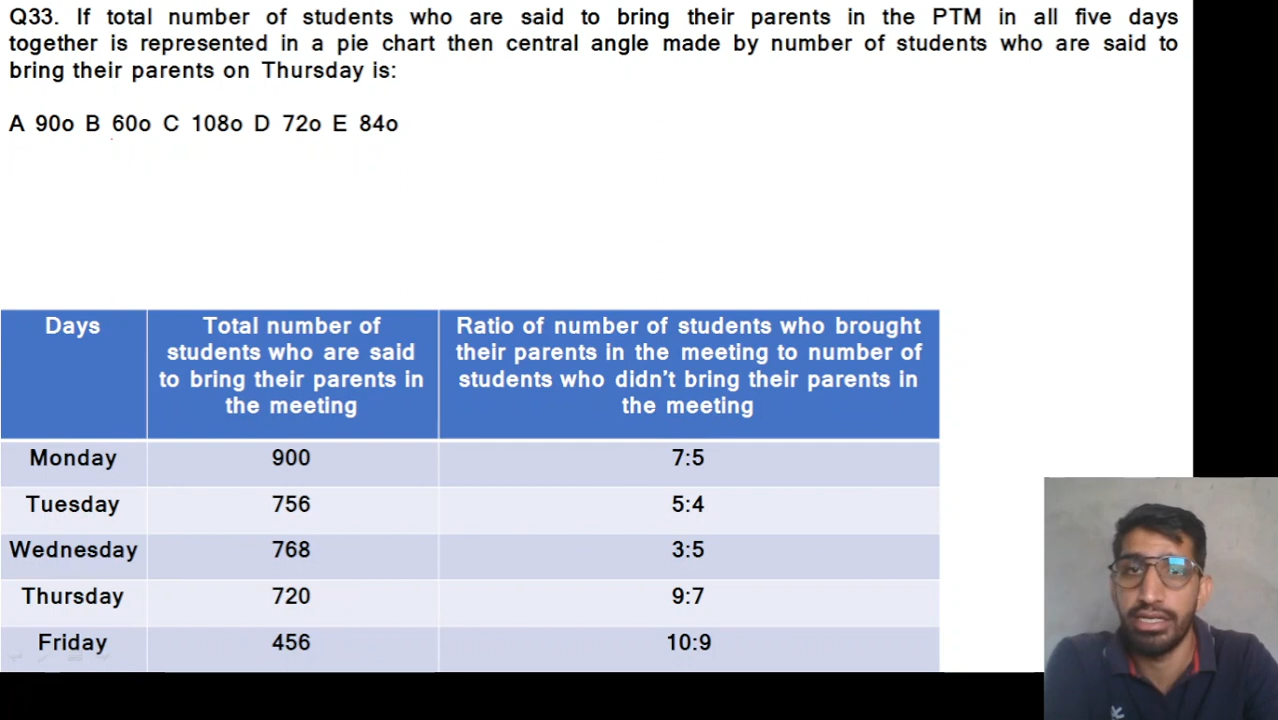 Q33. If total number of students who are said to bring their parents in the PTM in all five days
together is represented in a pie chart then central angle made by number of students who are said to
bring their parents on Thursday is:
A 90o B 60o C 108o D 72o E 84o
Days
Total number of
students who are said
to bring their parents in
the meeting
Ratio of number of students who brought
their parents in the meeting to number of
students who didn't bring their parents in
the meeting
Monday 900 7:5
Tuesday 756 5:4
Wednesday 768 3:5
Thursday 720 9:7
Friday 456 10:9